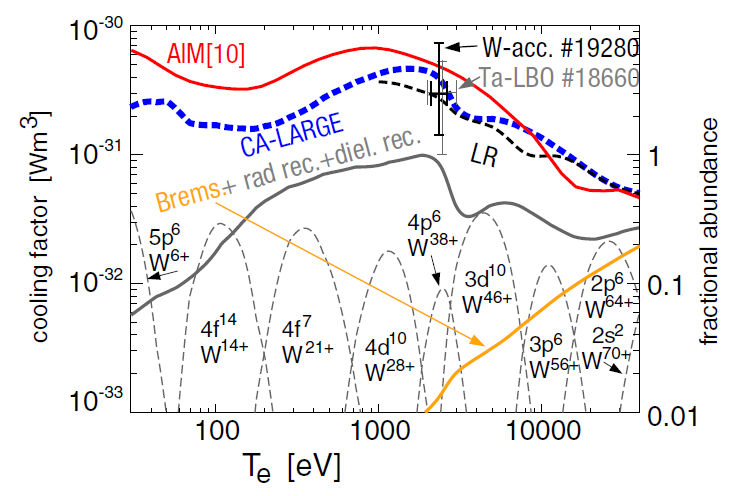 10^-30
10^-31
10^-32
10^-33
cooling factor [Wm^3]
AIM[10]
W-acc. #19280
Ta-LBO #18660
CA-LARGE
LR
Brems.+ rad rec.+diel. rec.
5p^6
W^6+
4f^14
W^14+
4f^7
W^21+
4d^10
W^28+
4p^6
W^38+
3d^10
W^46+
3p^6
W^56+
2p^6
W^64+
2s^2
W^70+
1
0.1
0.01
fractional abundance
100
1000
10000
T_e [eV]